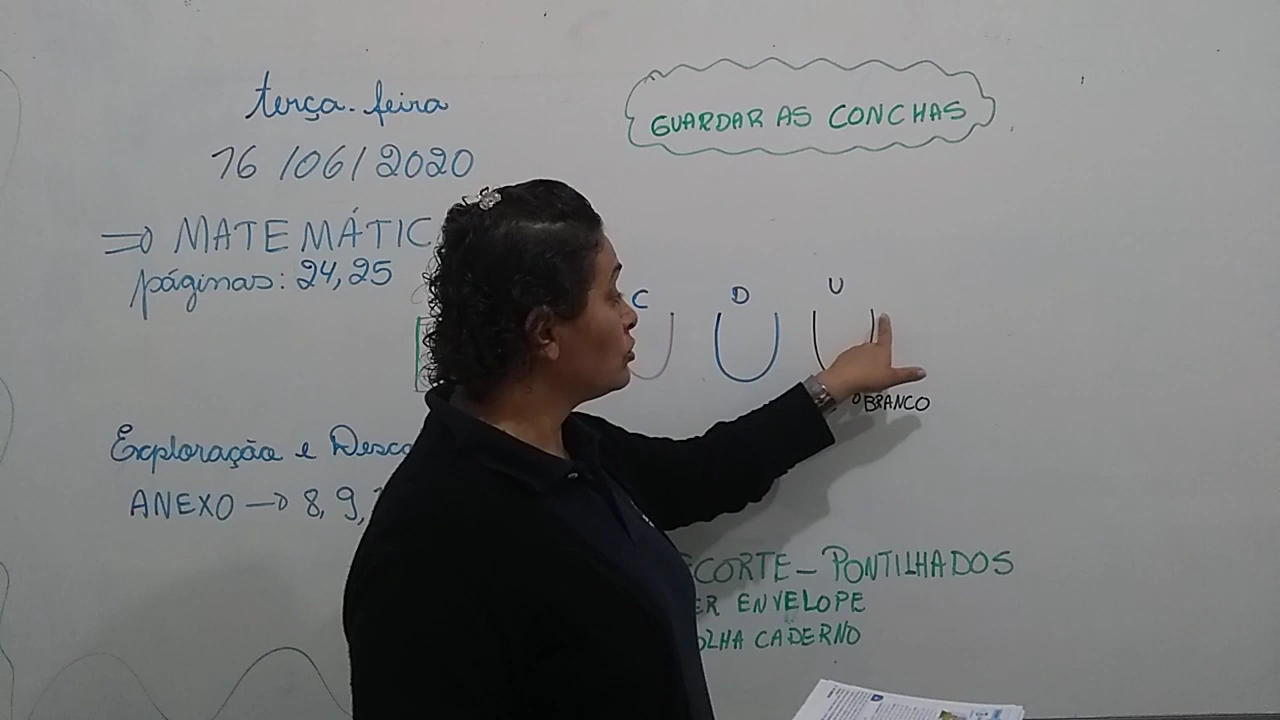 terça-feira
16/06/2020
GUARDAR AS CONCHAS
⇒ MATEMÁTIC
páginas: 24, 25
C D U
BRANCO
Exploração e Desco
ANEXO → 8, 9,
ECORTE - PONTILHADOS
ER ENVELOPE
OLHA CADERNO